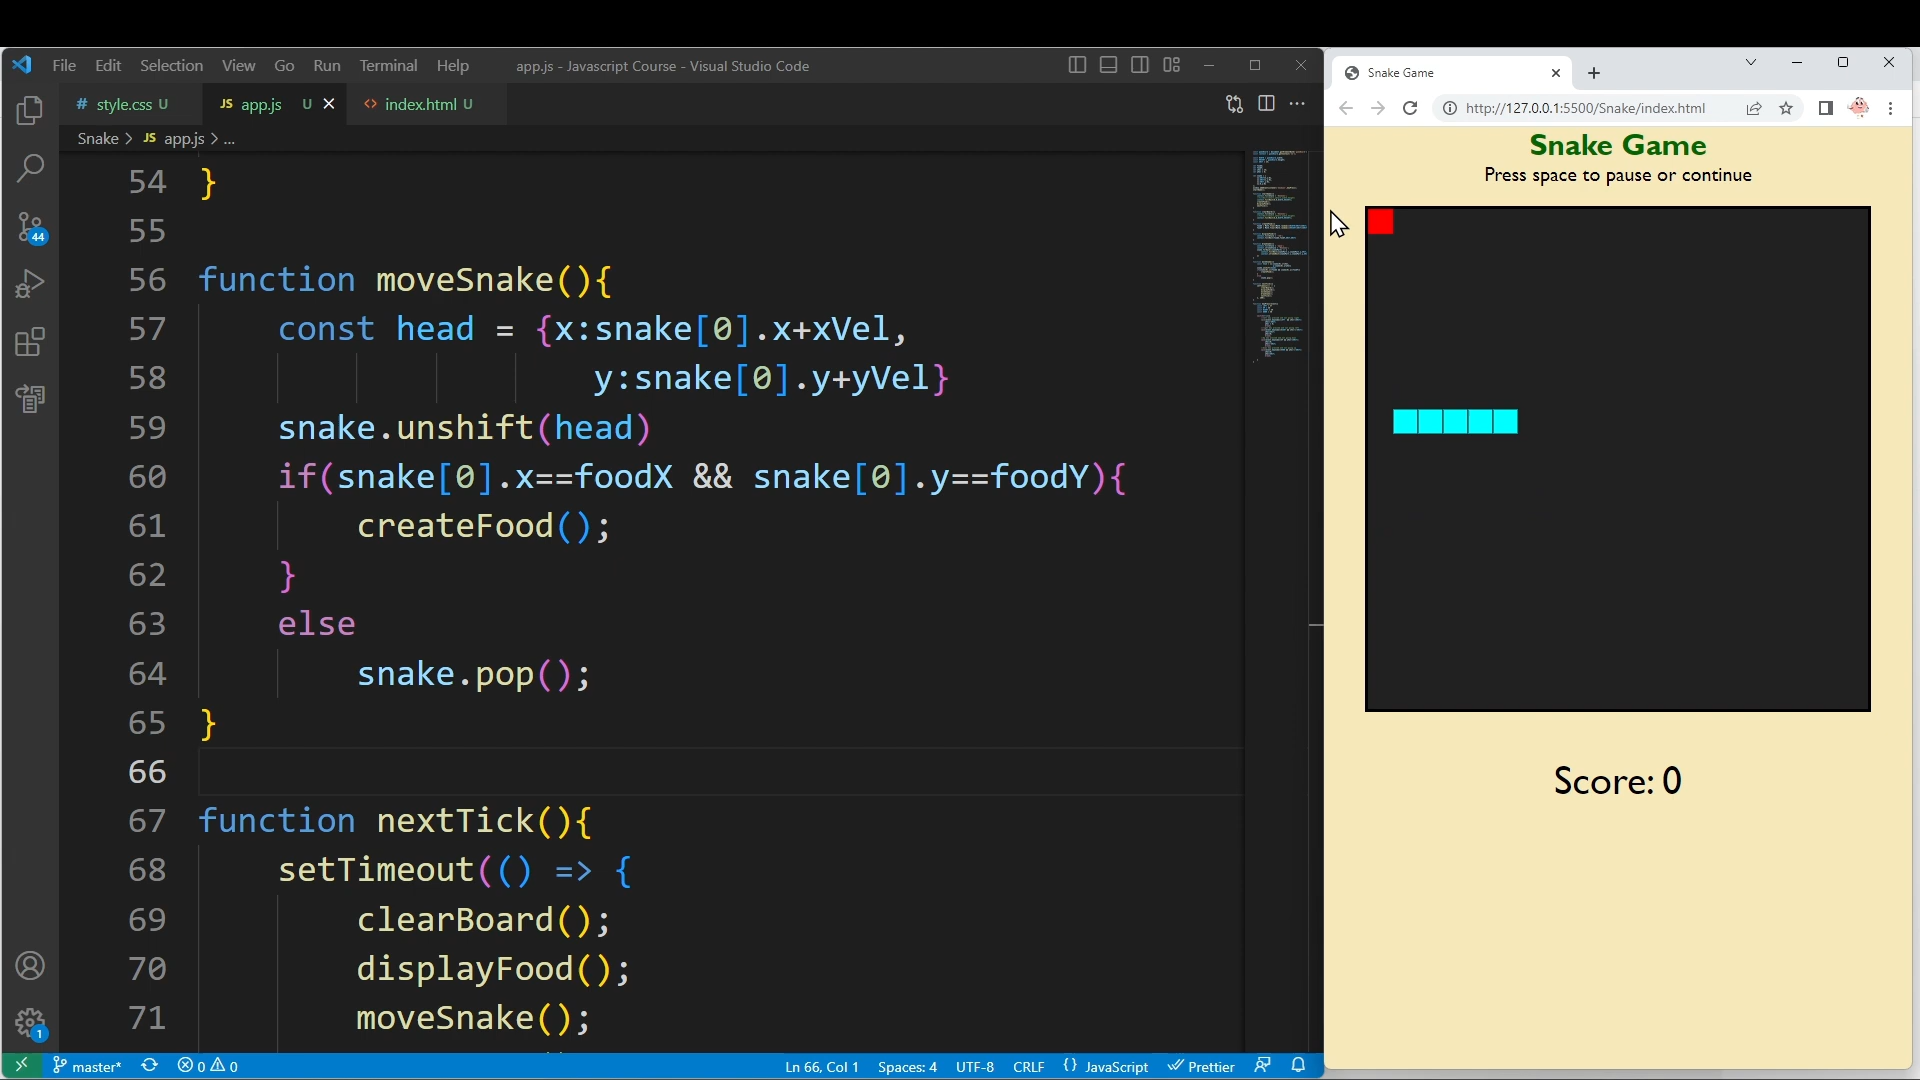 File Edit Selection View Go Run Terminal Help app.js - Javascript Course - Visual Studio Code
# style.css U JS app.js U <> index.html U
Snake > JS app.js > ...
54 }
55
56 function moveSnake(){
57 const head = {x:snake[0].x+xVel,
58 y:snake[0].y+yVel}
59 snake.unshift(head)
60 if(snake[0].x==foodX && snake[0].y==foodY){
61 createFood();
62 }
63 else
64 snake.pop();
65 }
66
67 function nextTick(){
68 setTimeout(() => {
69 clearBoard();
70 displayFood();
71 moveSnake();
44
1
master* 0 0 Ln 66, Col 1 Spaces: 4 UTF-8 CRLF {} JavaScript Prettier
Snake Game
http://127.0.0.1:5500/Snake/index.html
Snake Game
Press space to pause or continue
Score: 0